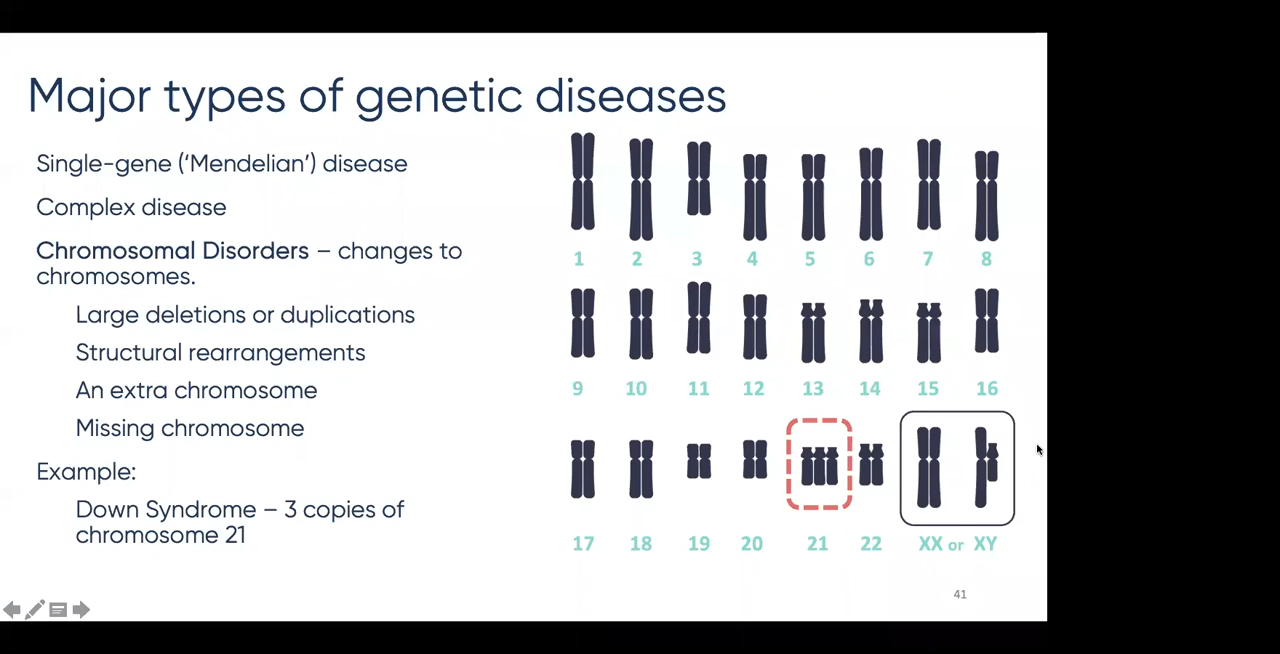 Major types of genetic diseases
Single-gene (‘Mendelian’) disease
Complex disease
Chromosomal Disorders – changes to
chromosomes.
Large deletions or duplications
Structural rearrangements
An extra chromosome
Missing chromosome
Example:
Down Syndrome – 3 copies of
chromosome 21
1 2 3 4 5 6 7 8
9 10 11 12 13 14 15 16
17 18 19 20 21 22 XX or XY
41